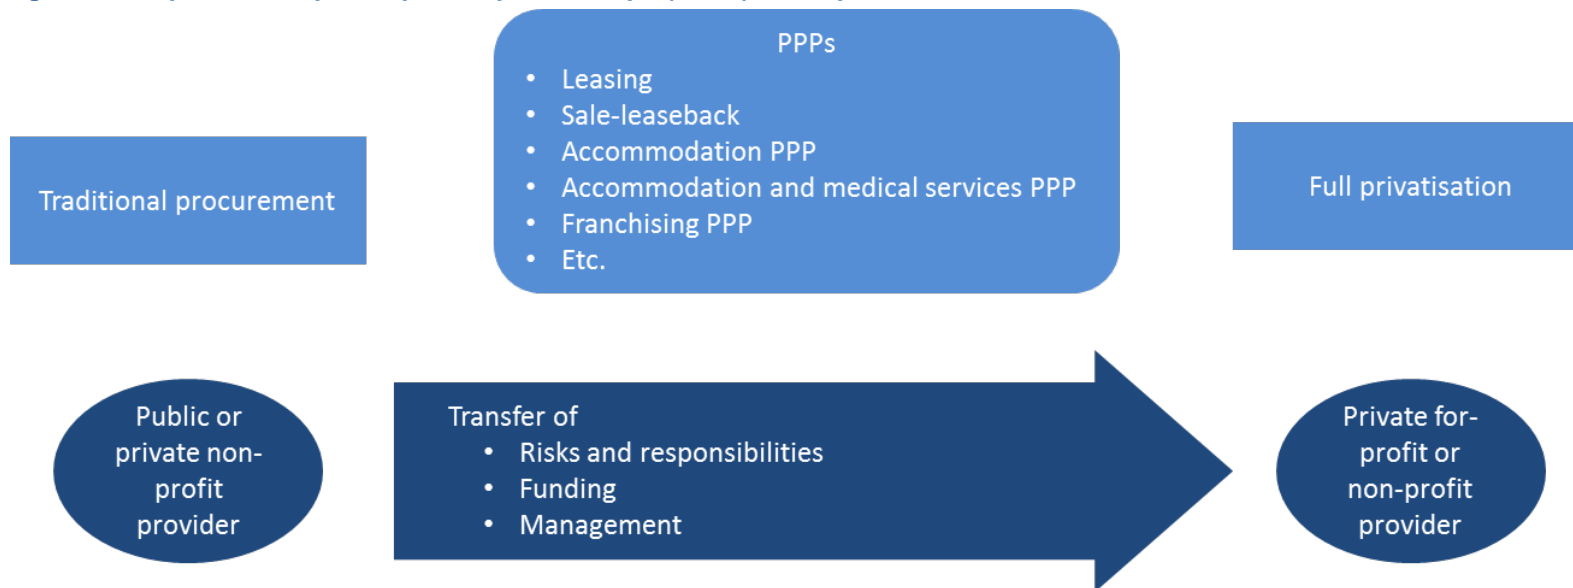 PPPs
• Leasing
• Sale-leaseback
• Accommodation PPP
• Accommodation and medical services PPP
• Franchising PPP
• Etc.
Traditional procurement
Full privatisation
Public or
private non-
profit
provider
Transfer of
• Risks and responsibilities
• Funding
• Management
Private for-
profit or
non-profit
provider